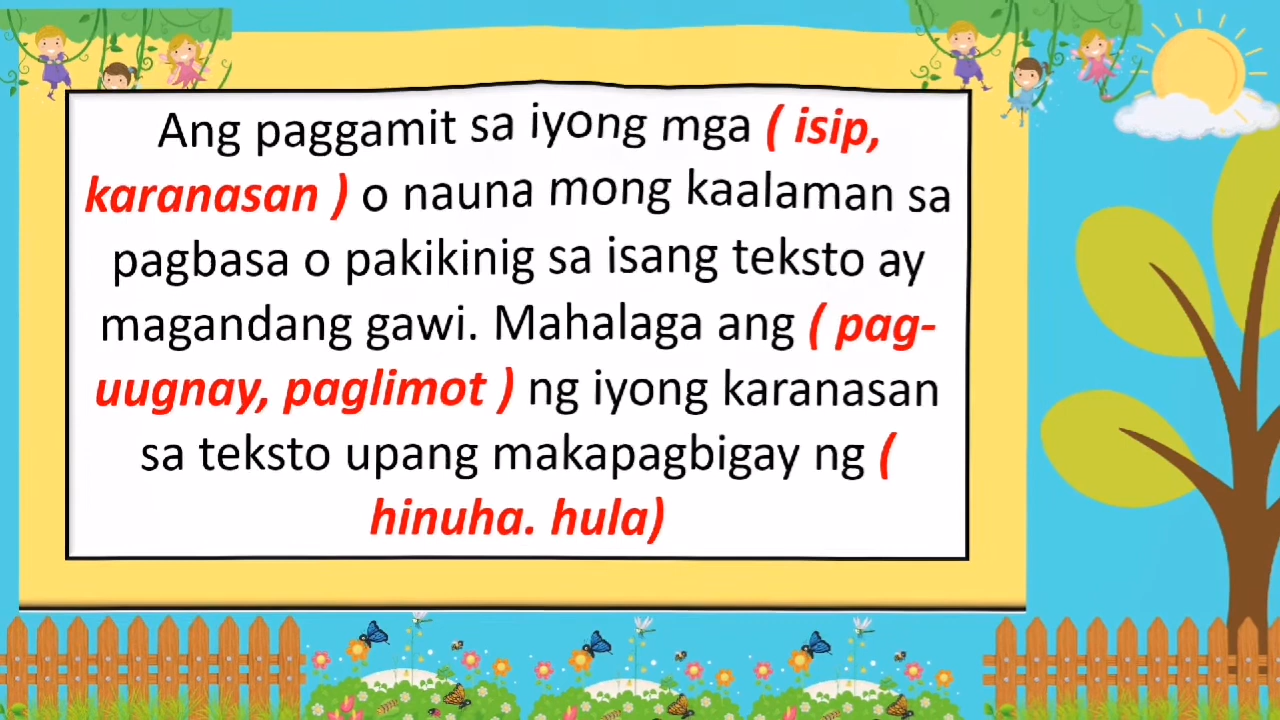 Ang paggamit sa iyong mga ( isip,
karanasan ) o nauna mong kaalaman sa
pagbasa o pakikinig sa isang teksto ay
magandang gawi. Mahalaga ang ( pag-
uugnay, paglimot ) ng iyong karanasan
sa teksto upang makapagbigay ng (
hinuha. hula)